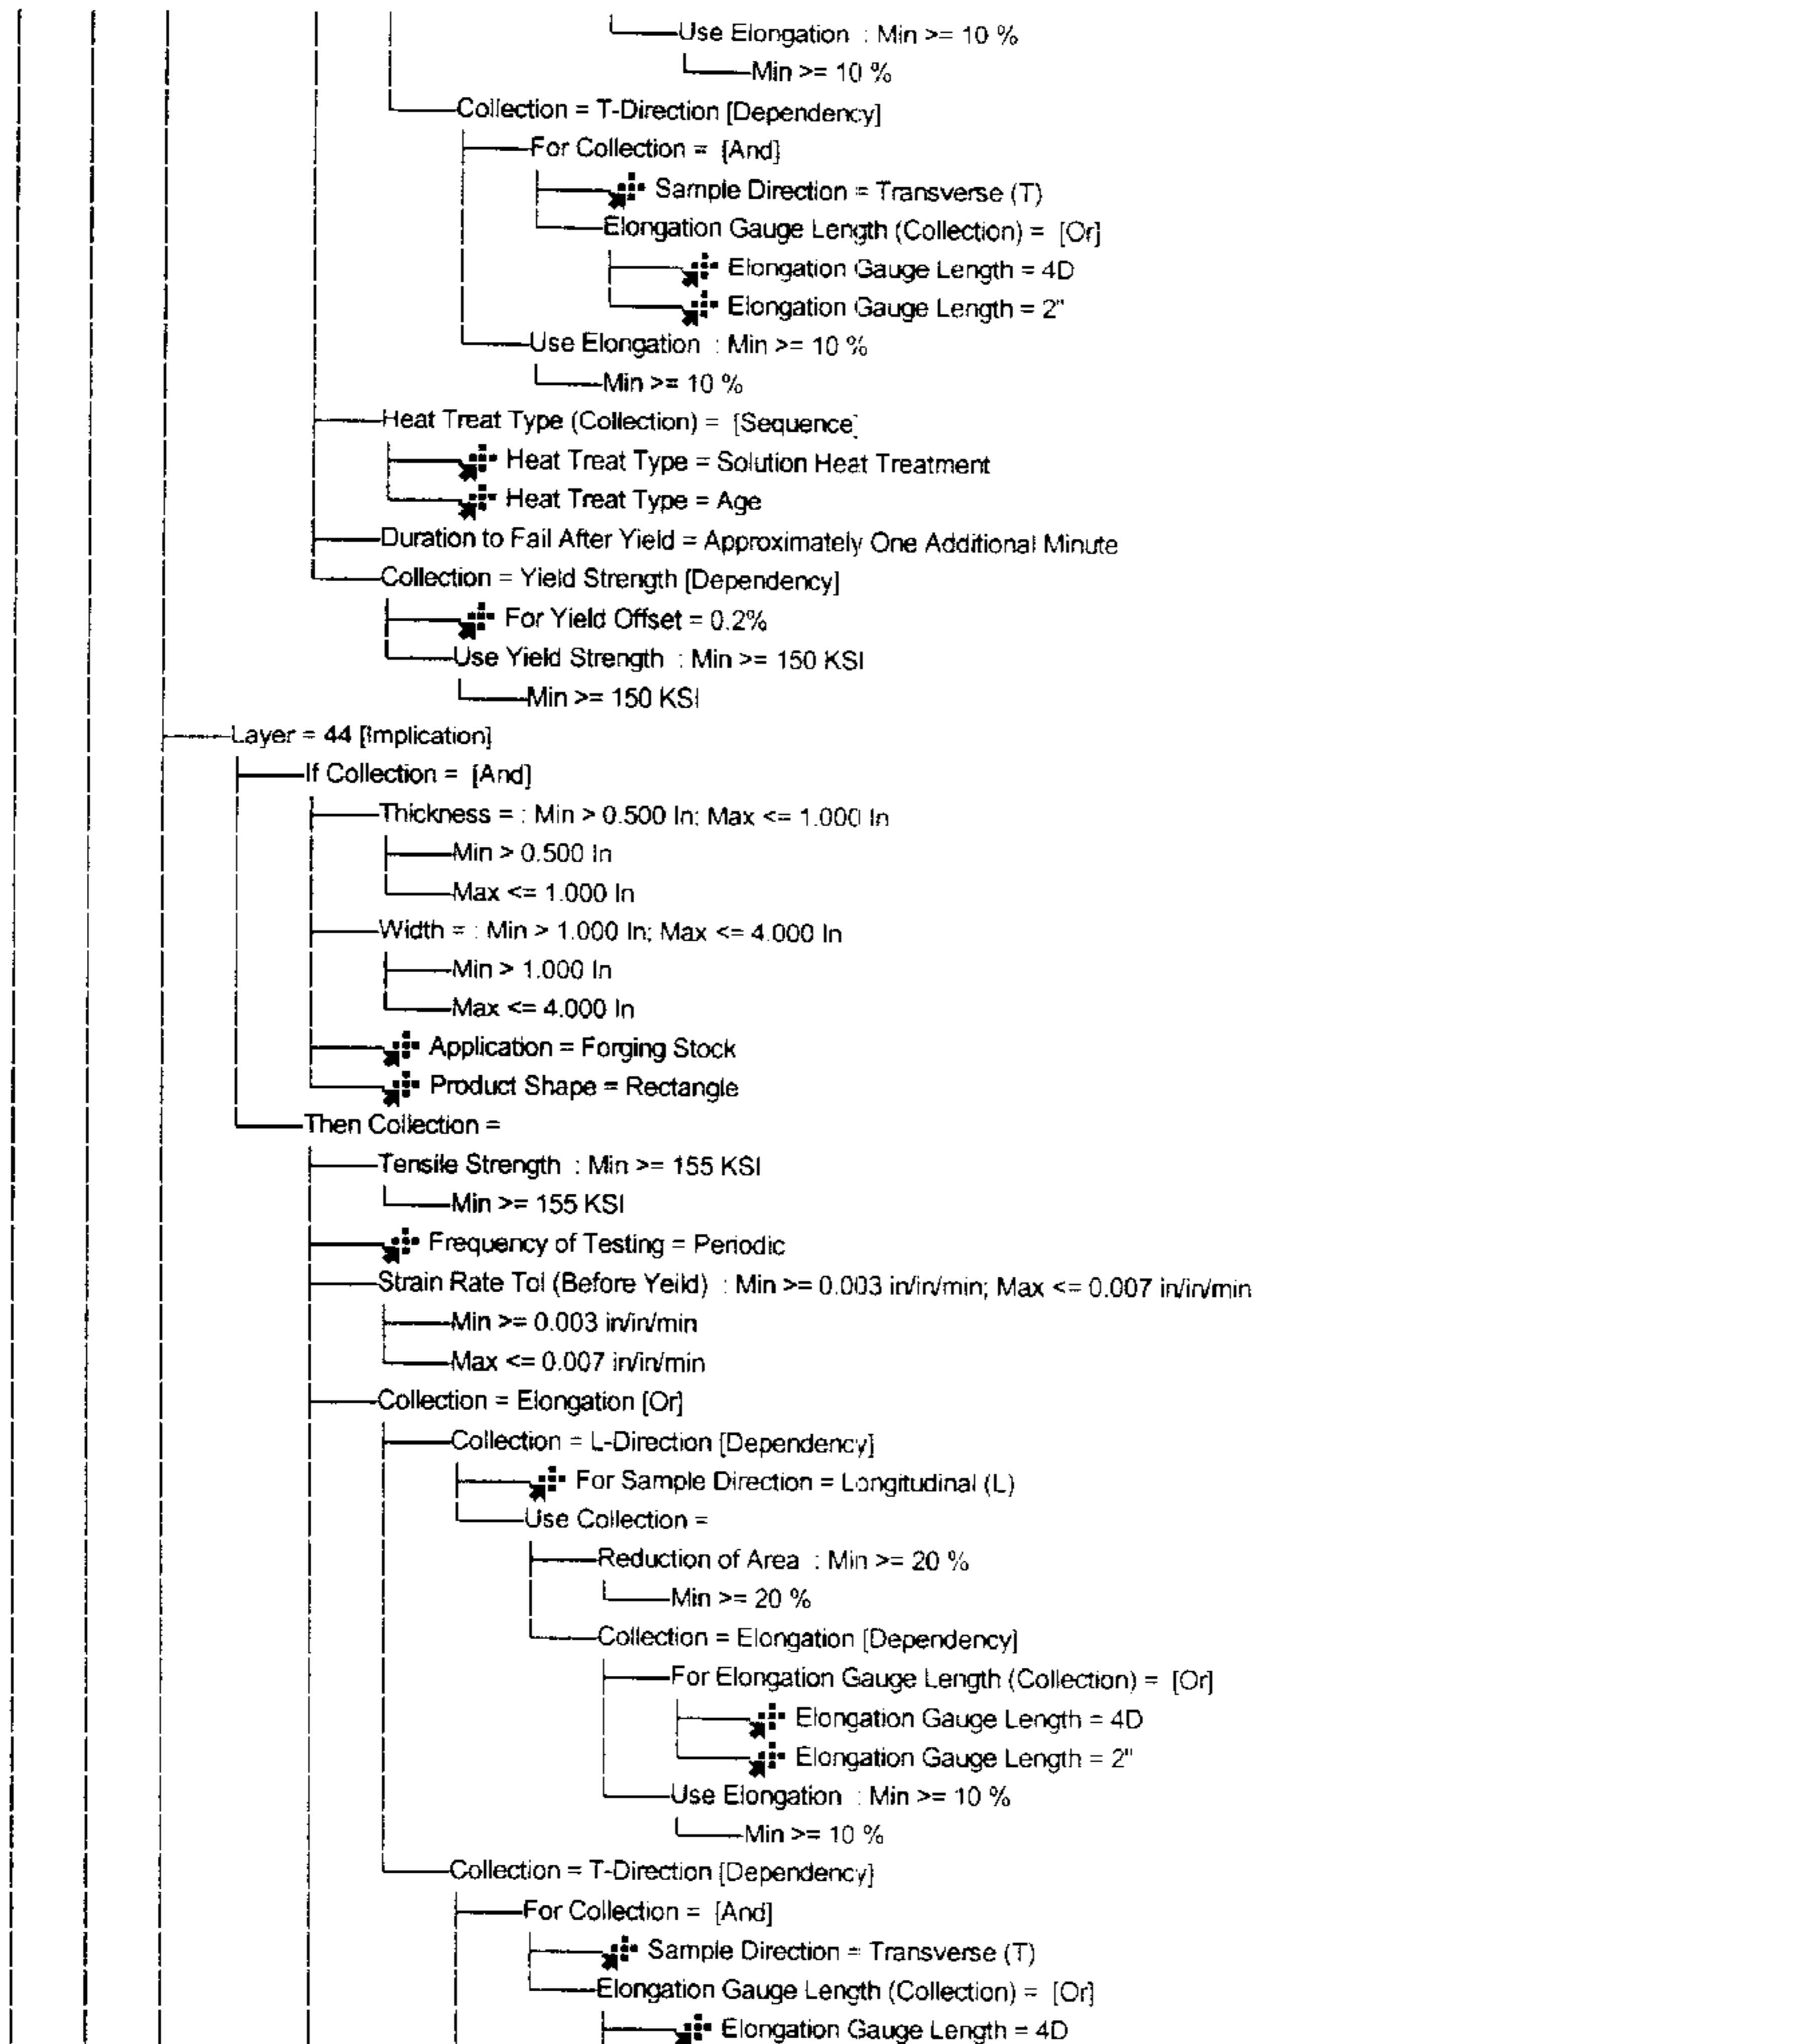 Use Elongation : Min >= 10 %
Min >= 10 %
Collection = T-Direction [Dependency]
For Collection = [And]
Sample Direction = Transverse (T)
Elongation Gauge Length (Collection) = [Or]
Elongation Gauge Length = 4D
Elongation Gauge Length = 2"
Use Elongation : Min >= 10 %
Min >= 10 %
Heat Treat Type (Collection) = [Sequence]
Heat Treat Type = Solution Heat Treatment
Heat Treat Type = Age
Duration to Fail After Yield = Approximately One Additional Minute
Collection = Yield Strength [Dependency]
For Yield Offset = 0.2%
Use Yield Strength : Min >= 150 KSI
Min >= 150 KSI
Layer = 44 [Implication]
If Collection = [And]
Thickness = : Min > 0.500 In; Max <= 1.000 In
Min > 0.500 In
Max <= 1.000 In
Width = : Min > 1.000 In; Max <= 4.000 In
Min > 1.000 In
Max <= 4.000 In
Application = Forging Stock
Product Shape = Rectangle
Then Collection =
Tensile Strength : Min >= 155 KSI
Min >= 155 KSI
Frequency of Testing = Periodic
Strain Rate Tol (Before Yeild) : Min >= 0.003 in/in/min; Max <= 0.007 in/in/min
Min >= 0.003 in/in/min
Max <= 0.007 in/in/min
Collection = Elongation [Or]
Collection = L-Direction [Dependency]
For Sample Direction = Longitudinal (L)
Use Collection =
Reduction of Area : Min >= 20 %
Min >= 20 %
Collection = Elongation [Dependency]
For Elongation Gauge Length (Collection) = [Or]
Elongation Gauge Length = 4D
Elongation Gauge Length = 2"
Use Elongation : Min >= 10 %
Min >= 10 %
Collection = T-Direction [Dependency]
For Collection = [And]
Sample Direction = Transverse (T)
Elongation Gauge Length (Collection) = [Or]
Elongation Gauge Length = 4D